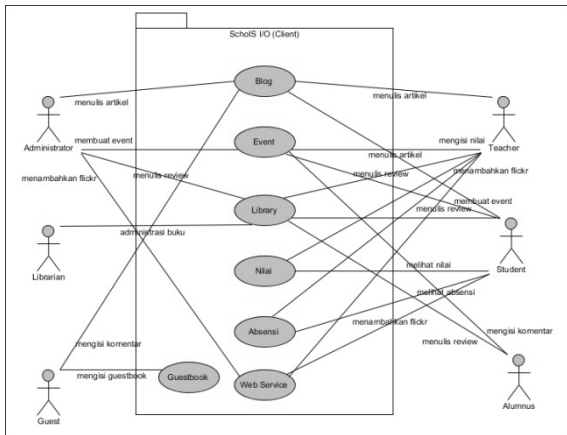 ScholS I/O (Client)
Blog
menulis artikel
menulis artikel
Administrator
membuat event
Event
mengisi nilai
menulis artikel
Teacher
menambahkan flickr
menulis review
menulis review
menambahkan flickr
Library
membuat event
menulis review
administrasi buku
Librarian
Nilai
melihat nilai
Student
melihat absensi
Absensi
menambahkan flickr
mengisi komentar
mengisi komentar
menulis review
mengisi guestbook
Guestbook
Web Service
Guest
Alumnus